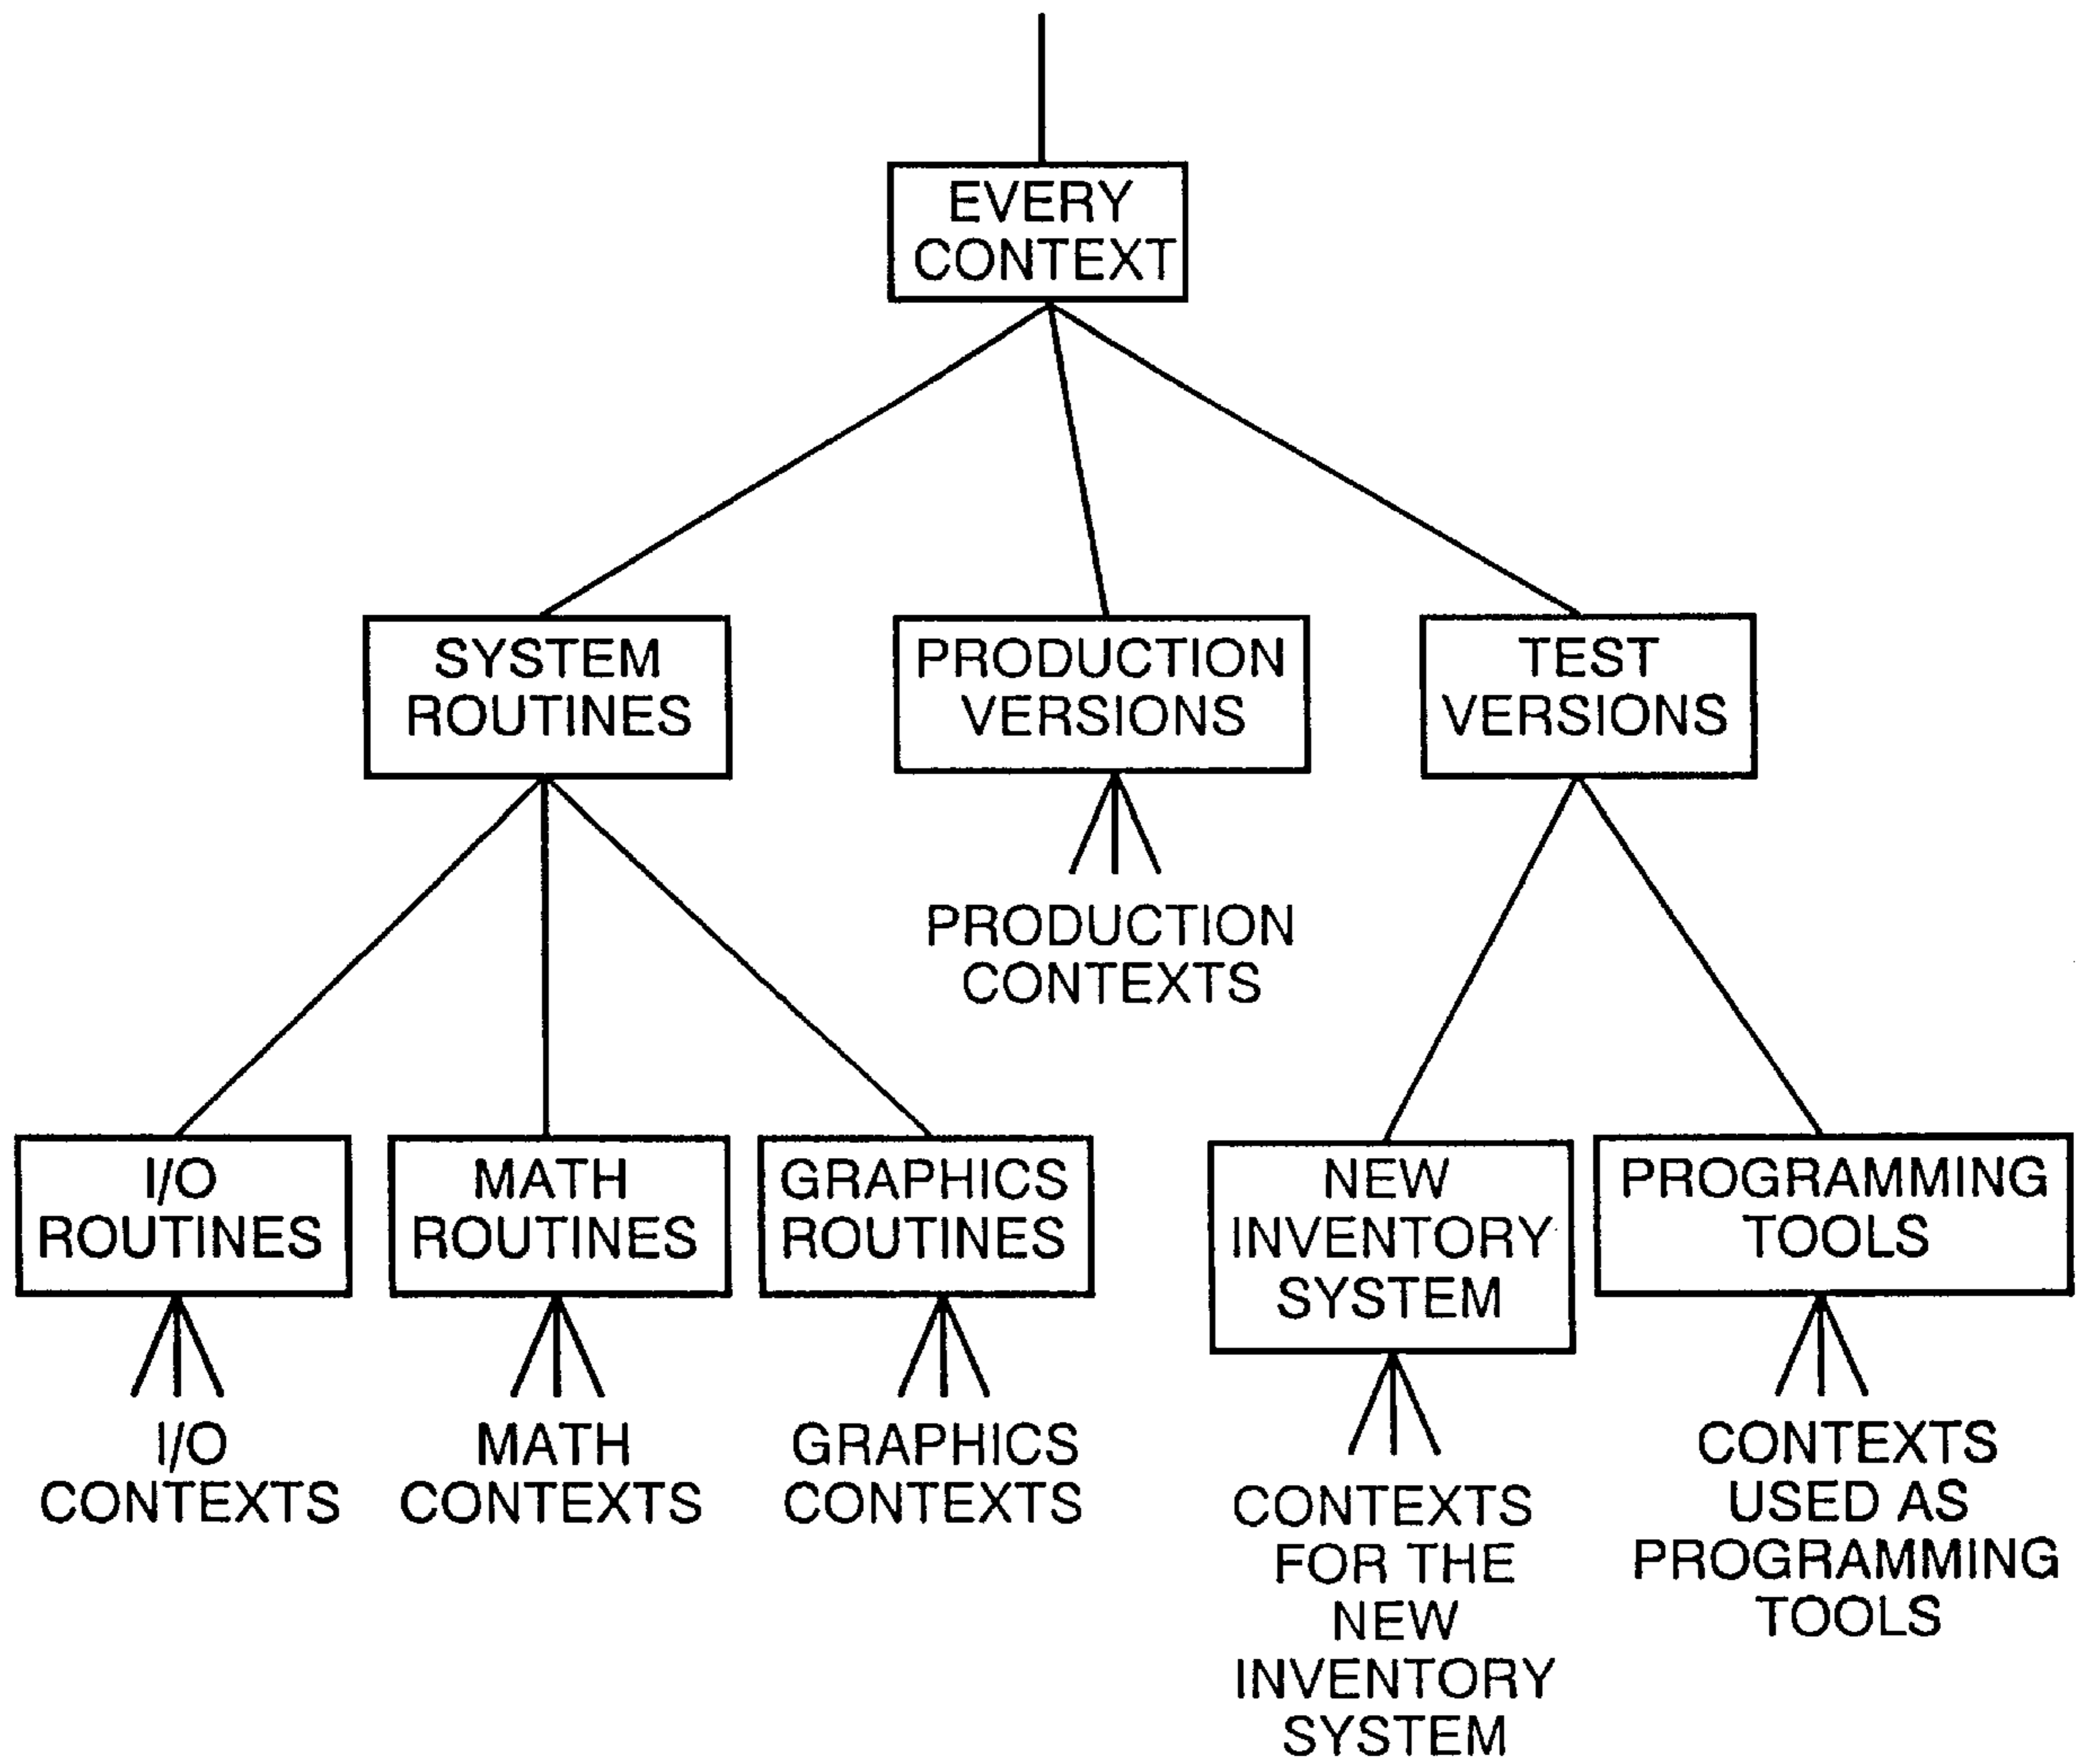 EVERY
CONTEXT
SYSTEM
ROUTINES
PRODUCTION
VERSIONS
TEST
VERSIONS
PRODUCTION
CONTEXTS
I/O
ROUTINES
MATH
ROUTINES
GRAPHICS
ROUTINES
NEW
INVENTORY
SYSTEM
PROGRAMMING
TOOLS
I/O
CONTEXTS
MATH
CONTEXTS
GRAPHICS
CONTEXTS
CONTEXTS
FOR THE
NEW
INVENTORY
SYSTEM
CONTEXTS
USED AS
PROGRAMMING
TOOLS